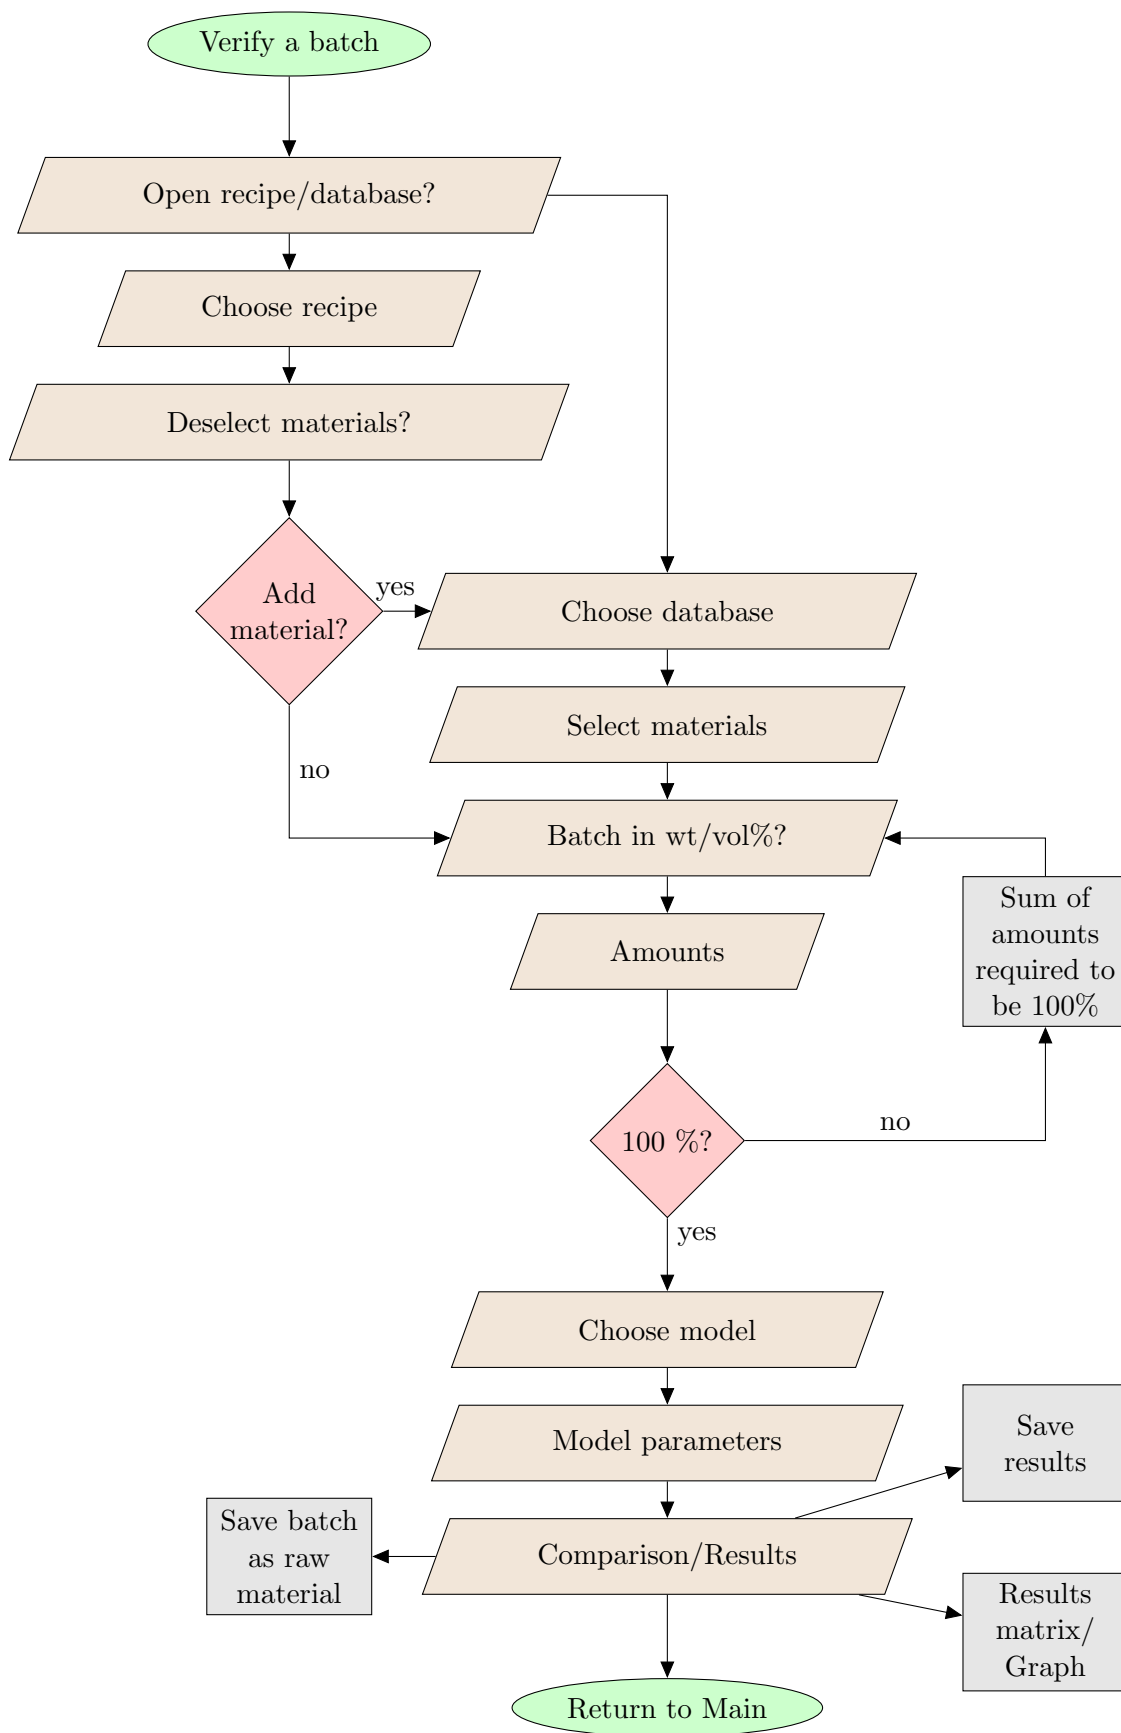 Verify a batch
Open recipe/database?
Choose recipe
Deselect materials?
Add
material?
yes
Choose database
Select materials
no
Batch in wt/vol%?
Sum of
amounts
required to
be 100%
Amounts
100 %?
no
yes
Choose model
Model parameters
Save
results
Save batch
as raw
material
Comparison/Results
Results
matrix/
Graph
Return to Main